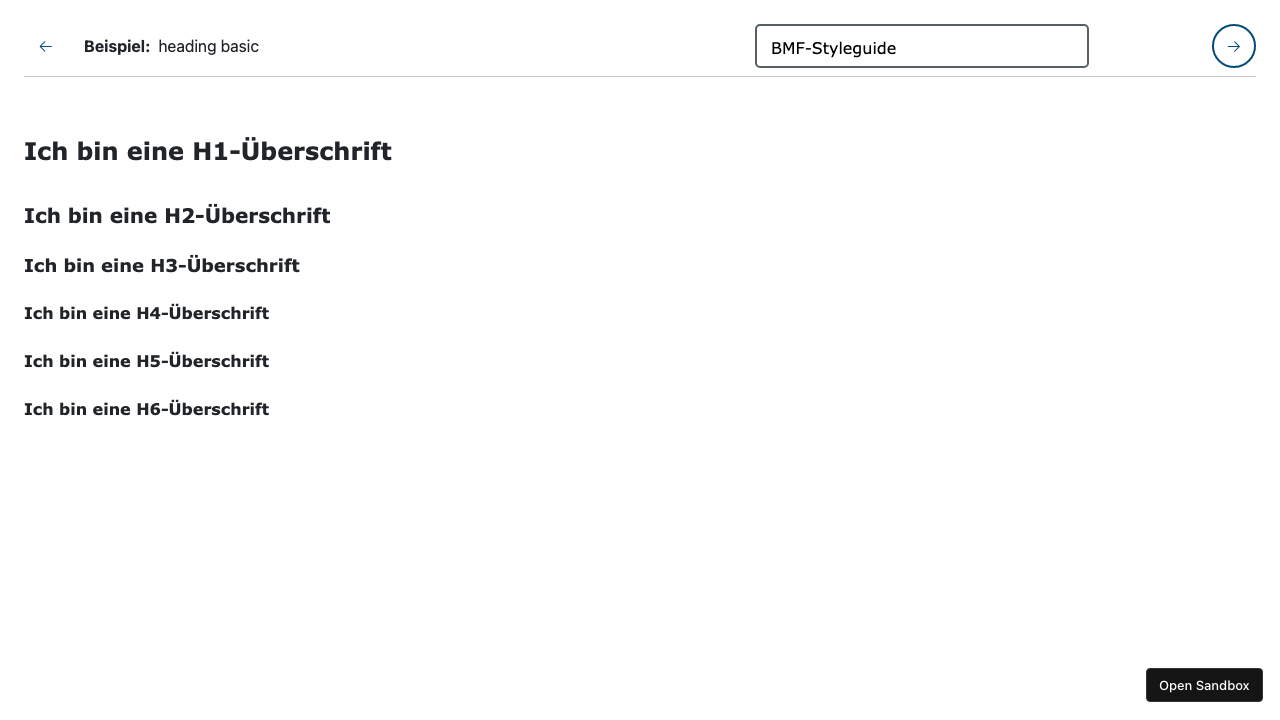 Beispiel: heading basic
BMF-Styleguide
Ich bin eine H1-Überschrift
Ich bin eine H2-Überschrift
Ich bin eine H3-Überschrift
Ich bin eine H4-Überschrift
Ich bin eine H5-Überschrift
Ich bin eine H6-Überschrift
Open Sandbox